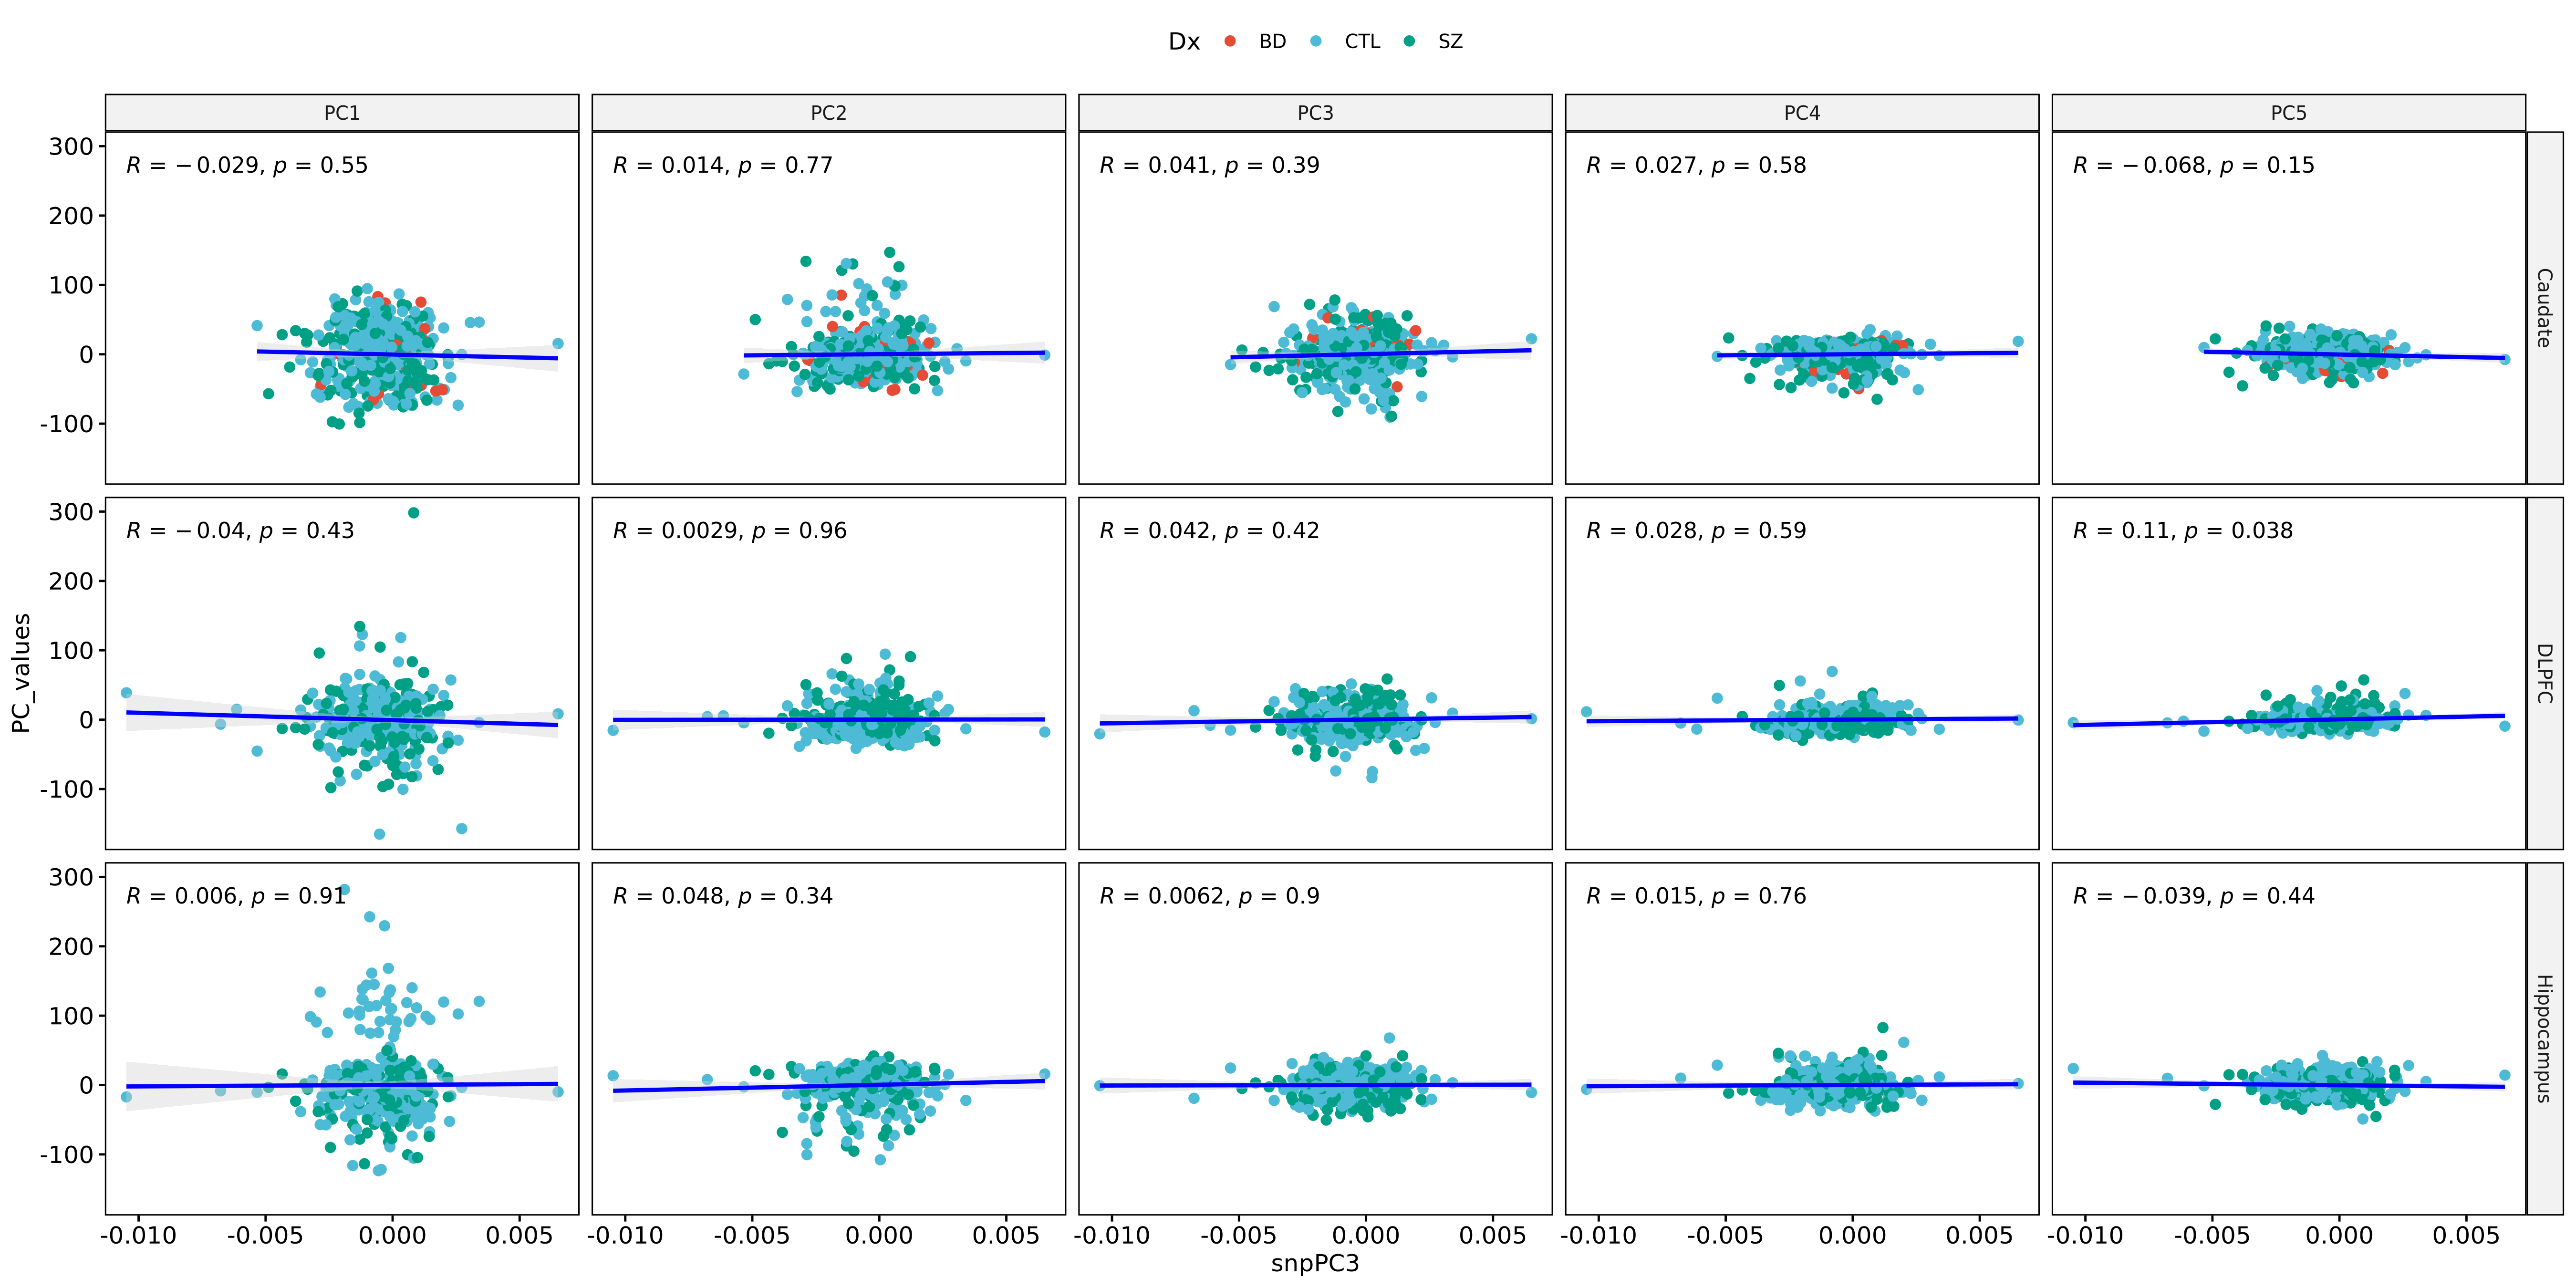 Dx BD CTL SZ
PC1 PC2 PC3 PC4 PC5
300 R = −0.029, p = 0.55 R = 0.014, p = 0.77 R = 0.041, p = 0.39 R = 0.027, p = 0.58 R = −0.068, p = 0.15
200
100
0
-100
Caudate
300 R = −0.04, p = 0.43 R = 0.0029, p = 0.96 R = 0.042, p = 0.42 R = 0.028, p = 0.59 R = 0.11, p = 0.038
200
100
0
-100
DLPFC
PC_values
300 R = 0.006, p = 0.91 R = 0.048, p = 0.34 R = 0.0062, p = 0.9 R = 0.015, p = 0.76 R = −0.039, p = 0.44
200
100
0
-100
Hippocampus
-0.010 -0.005 0.000 0.005 -0.010 -0.005 0.000 0.005 -0.010 -0.005 0.000 0.005 -0.010 -0.005 0.000 0.005 -0.010 -0.005 0.000 0.005
snpPC3